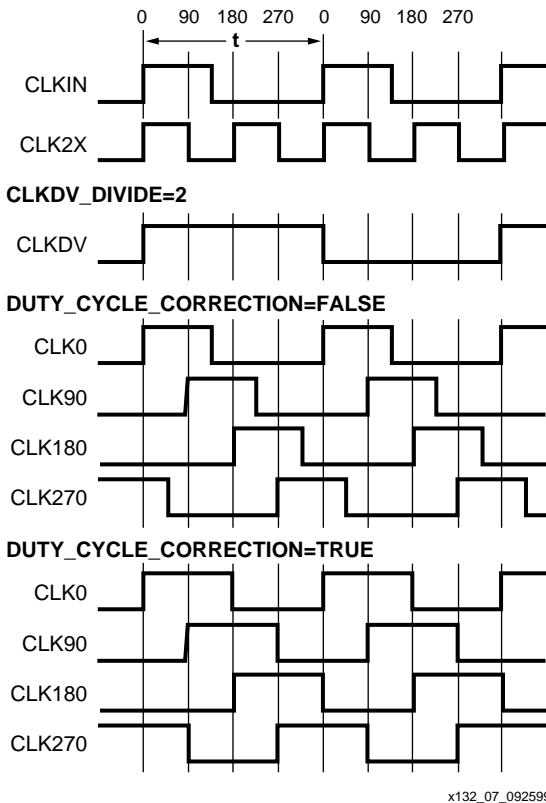 0 90 180 270 0 90 180 270
t
CLKIN
CLK2X
CLKDV_DIVIDE=2
CLKDV
DUTY_CYCLE_CORRECTION=FALSE
CLK0
CLK90
CLK180
CLK270
DUTY_CYCLE_CORRECTION=TRUE
CLK0
CLK90
CLK180
CLK270
x132_07_092599